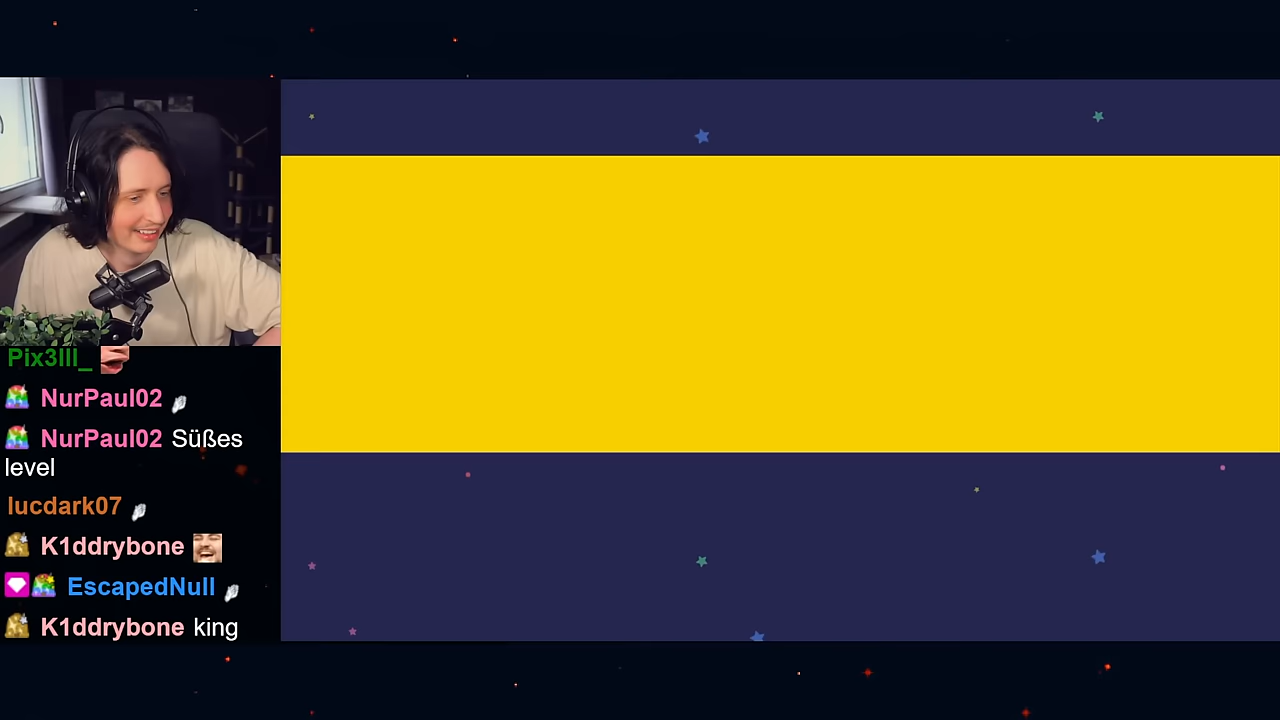 Pix3lll_
NurPaul02
NurPaul02 Süßes
level
lucdark07
K1ddrybone
EscapedNull
K1ddrybone king